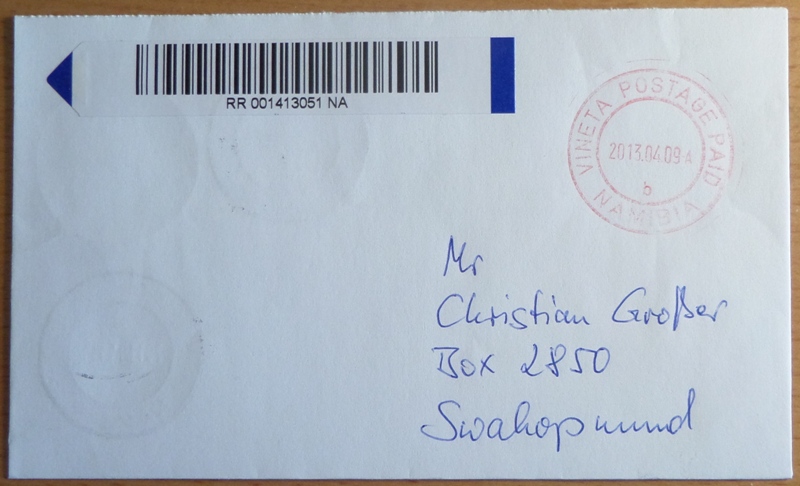 RR 001413051 NA
VINETA POSTAGE PAID
2013.04.09-A
b
NAMIBIA
Mr
Christian Großer
Box 2850
Swakopmund